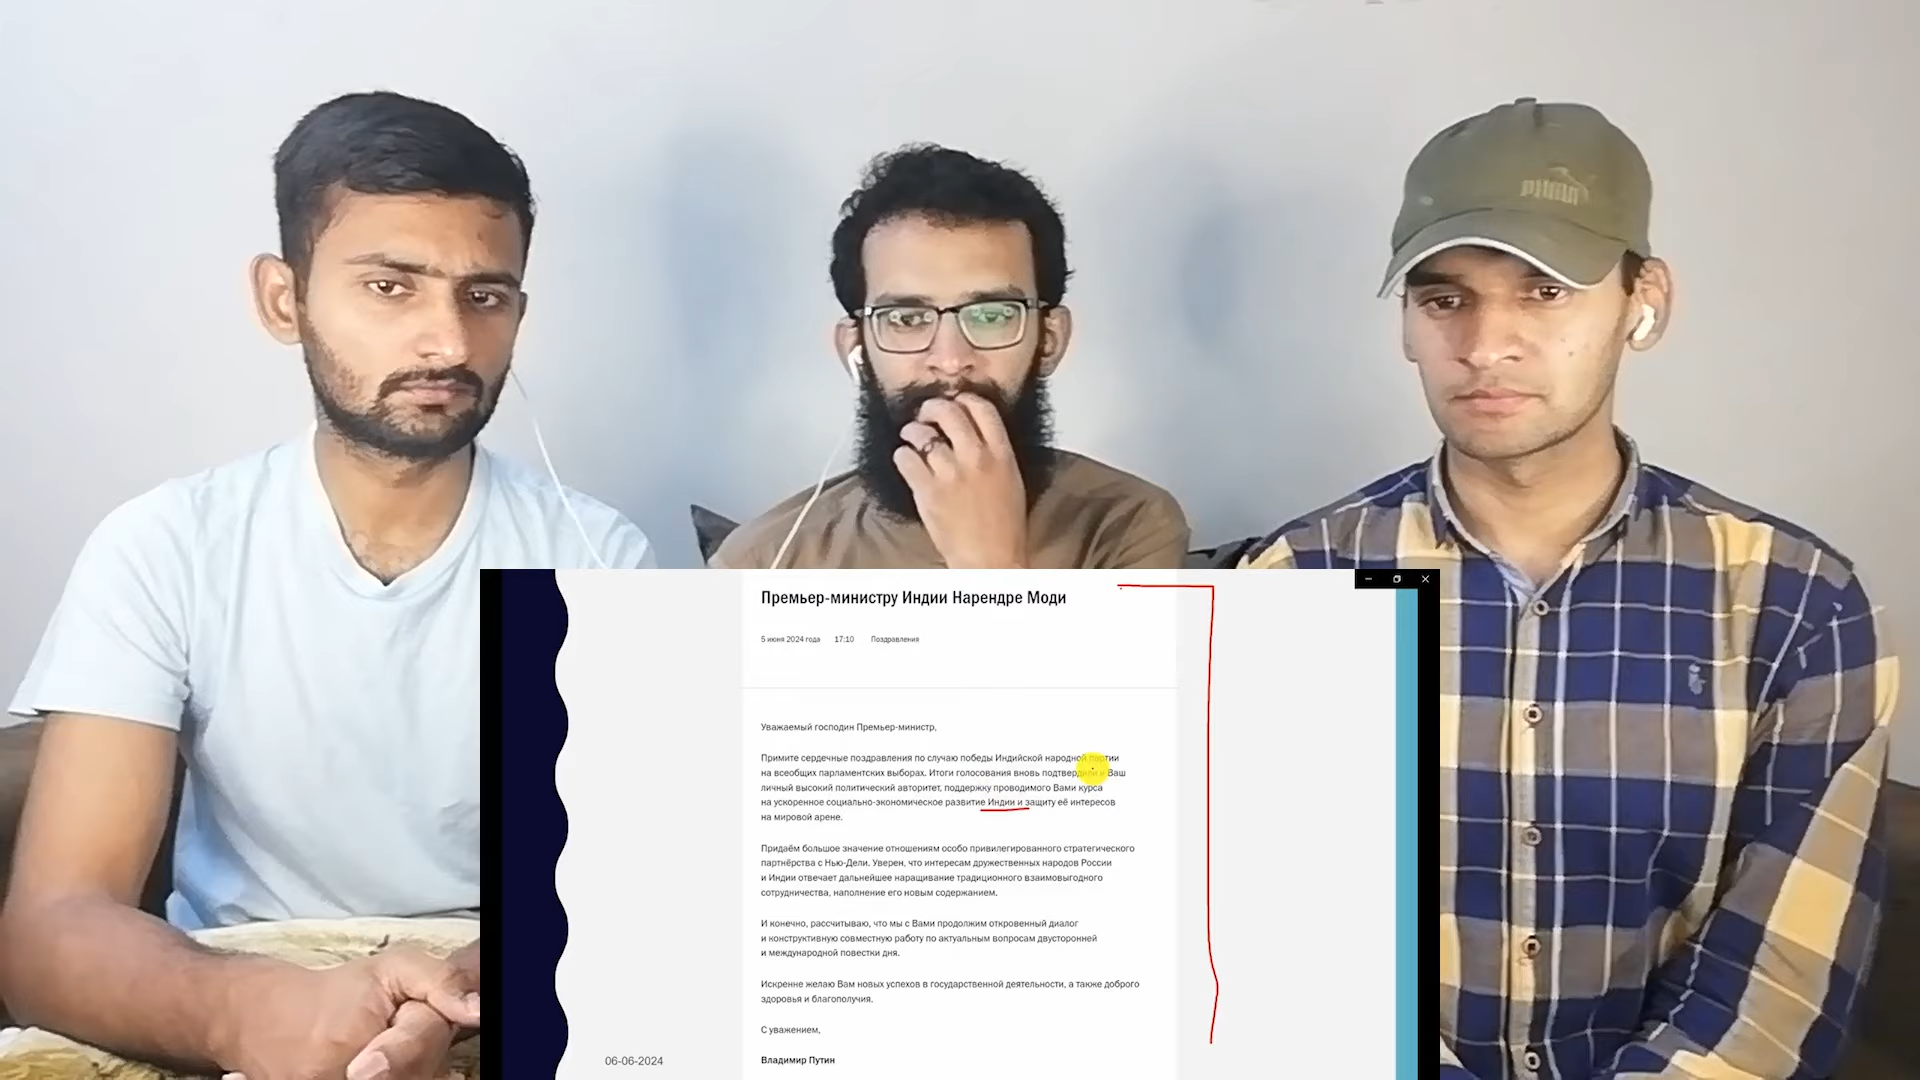 PUMA
Премьер-министру Индии Нарендре Моди
5 июня 2024 года 17:10 Поздравления
Уважаемый господин Премьер-министр,
Примите сердечные поздравления по случаю победы Индийской народной партии
на всеобщих парламентских выборах. Итоги голосования вновь подтвердили и Ваш
личный высокий политический авторитет, поддержку проводимого Вами курса
на ускоренное социально-экономическое развитие Индии и защиту её интересов
на мировой арене.
Придаём большое значение отношениям особо привилегированного стратегического
партнёрства с Нью-Дели. Уверен, что интересам дружественных народов России
и Индии отвечает дальнейшее наращивание традиционного взаимовыгодного
сотрудничества, наполнение его новым содержанием.
И конечно, рассчитываю, что мы с Вами продолжим откровенный диалог
и конструктивную совместную работу по актуальным вопросам двусторонней
и международной повестки дня.
Искренне желаю Вам новых успехов в государственной деятельности, а также доброго
здоровья и благополучия.
С уважением,
Владимир Путин
06-06-2024